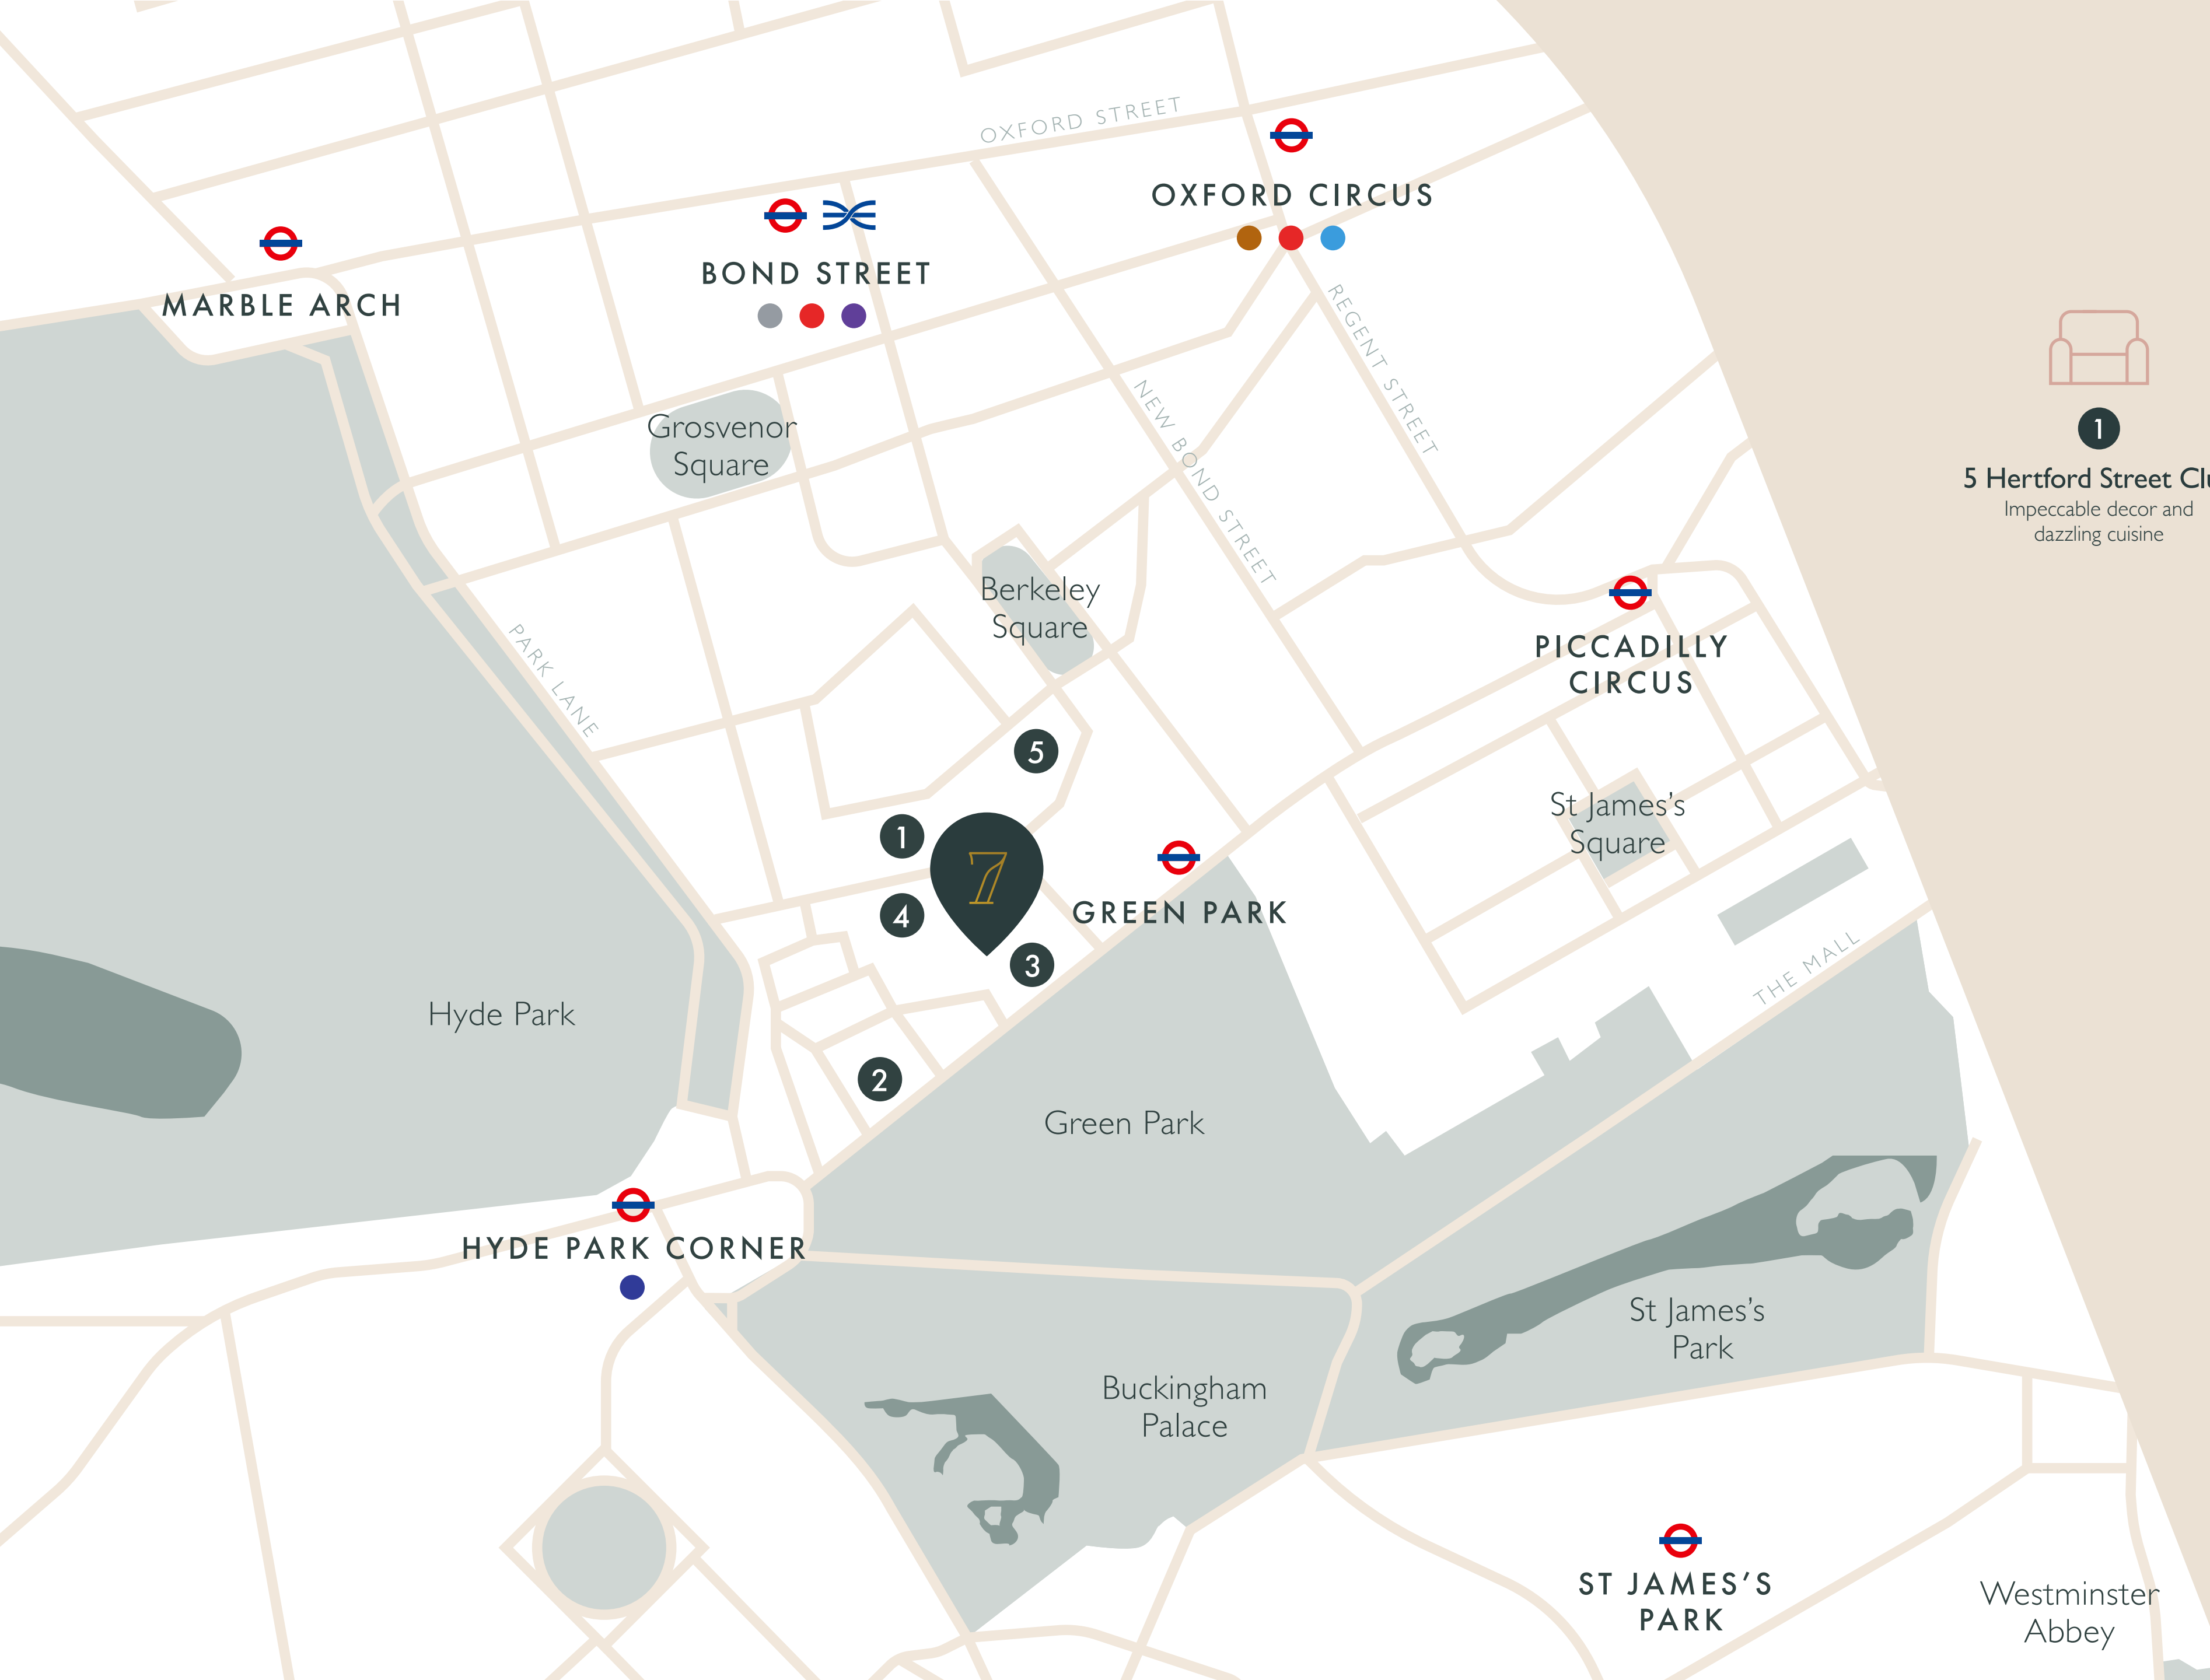 OXFORD STREET
OXFORD CIRCUS
BOND STREET
MARBLE ARCH
REGENT STREET
NEW BOND STREET
Grosvenor
Square
1
5 Hertford Street Clu
Impeccable decor and
dazzling cuisine
Berkeley
Square
PICCADILLY
CIRCUS
PARK LANE
5
1
7
4
3
2
GREEN PARK
St James’s
Square
THE MALL
Hyde Park
Green Park
HYDE PARK CORNER
St James’s
Park
Buckingham
Palace
ST JAMES’S
PARK
Westminster
Abbey